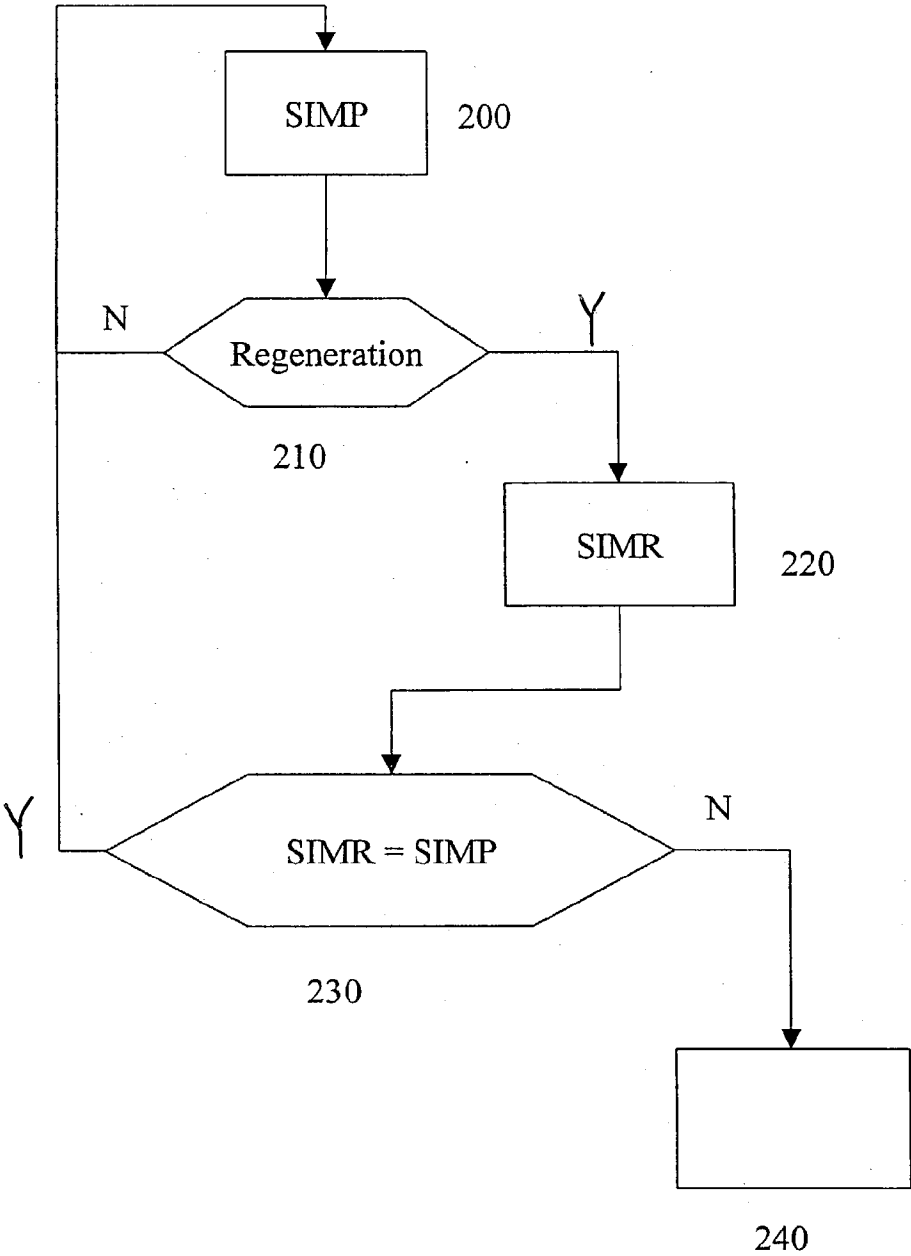 SIMP
200
N
Y
Regeneration
210
SIMR
220
Y
N
SIMR = SIMP
230
240